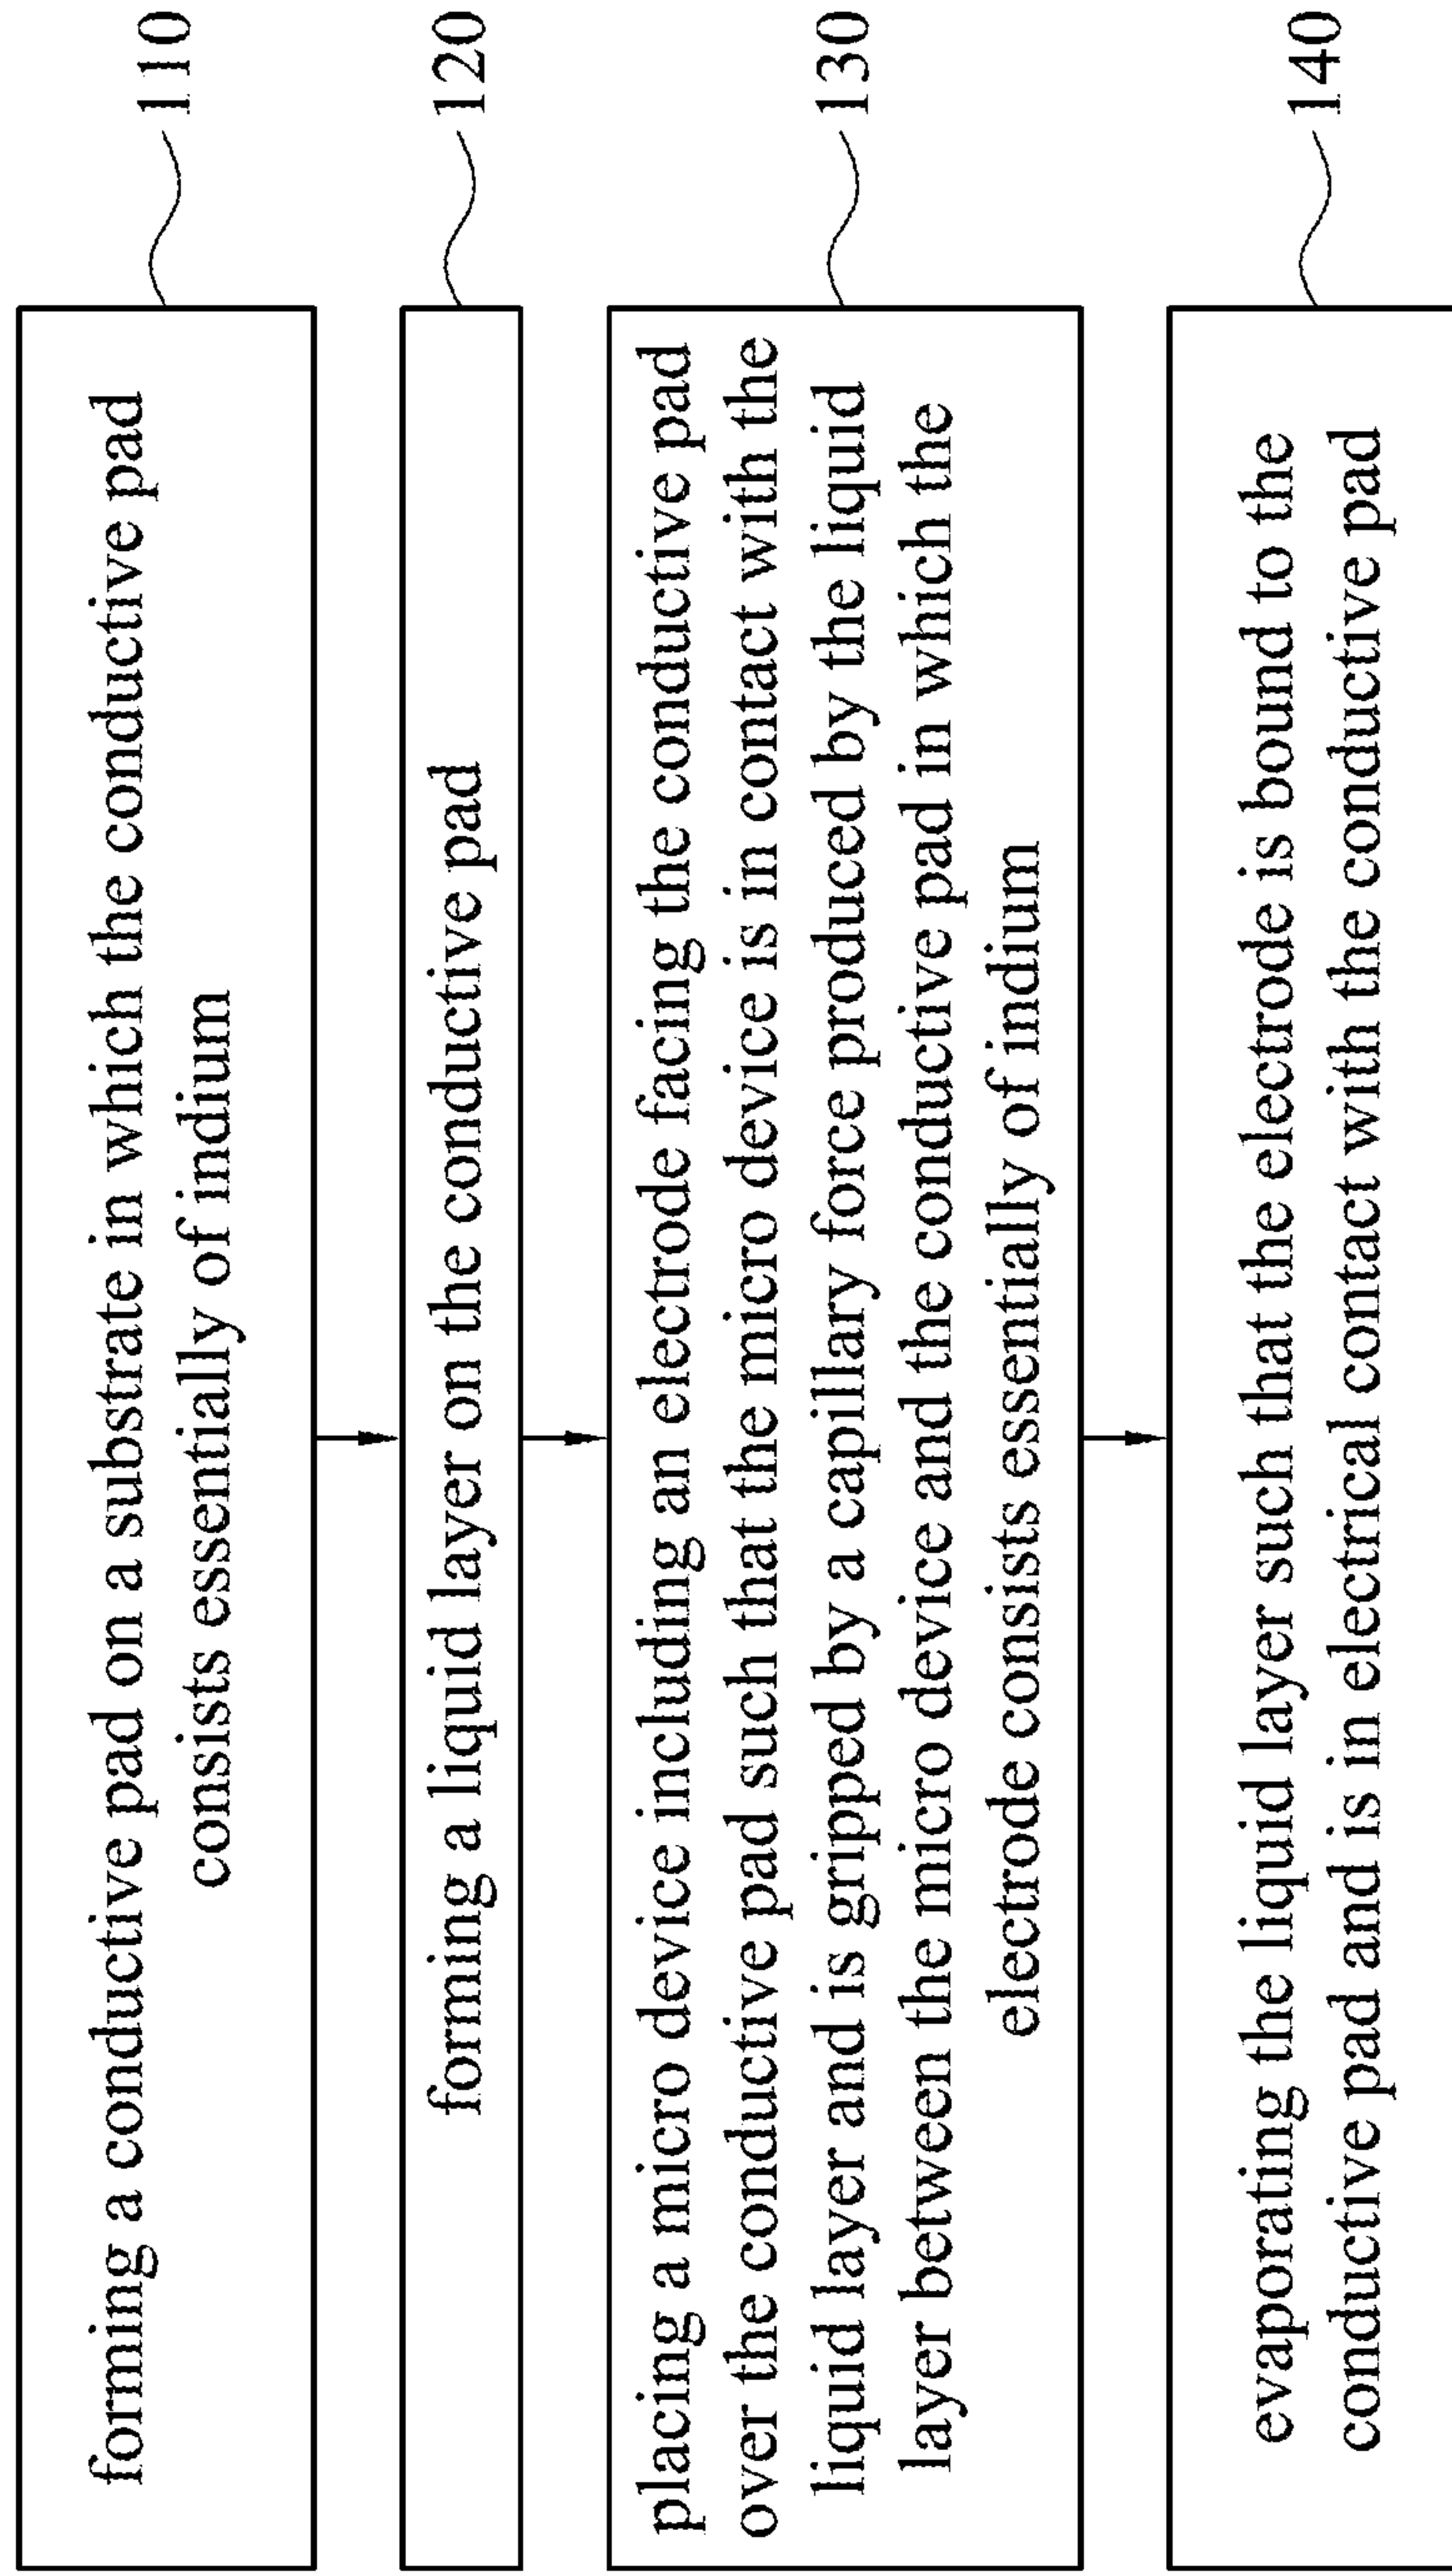 forming a conductive pad on a substrate in which the conductive pad
consists essentially of indium
110
forming a liquid layer on the conductive pad
120
placing a micro device including an electrode facing the conductive pad
over the conductive pad such that the micro device is in contact with the
liquid layer and is gripped by a capillary force produced by the liquid
layer between the micro device and the conductive pad in which the
electrode consists essentially of indium
130
evaporating the liquid layer such that the electrode is bound to the
conductive pad and is in electrical contact with the conductive pad
140